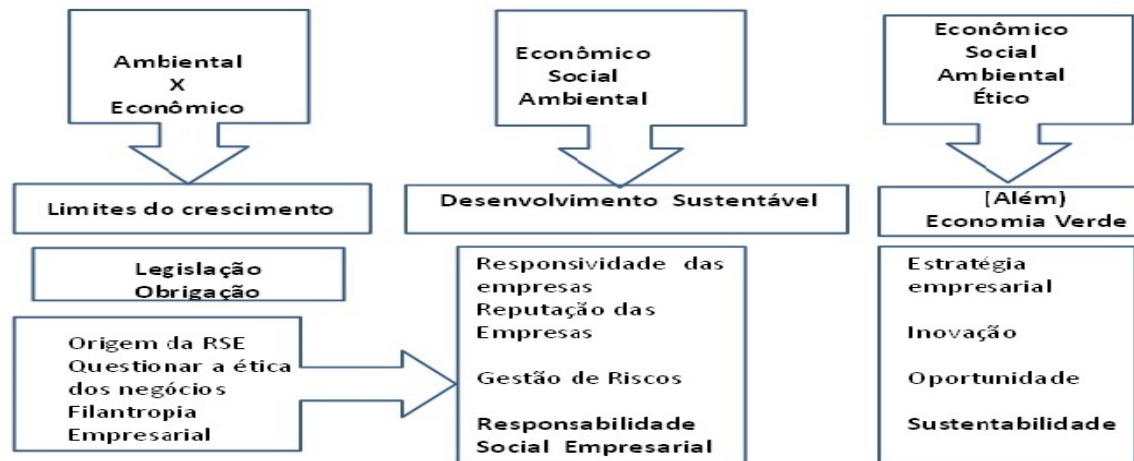 Ambiental
X
Econômico
Limites do crescimento
Legislação
Obrigação
Origem da RSE
Questionar a ética
dos negócios
Filantropia
Empresarial
Econômico
Social
Ambiental
Desenvolvimento Sustentável
Responsividade das
empresas
Reputação das
Empresas
Gestão de Riscos
Responsabilidade
Social Empresarial
Econômico
Social
Ambiental
Ético
(Além)
Economia Verde
Estratégia
empresarial
Inovação
Oportunidade
Sustentabilidade